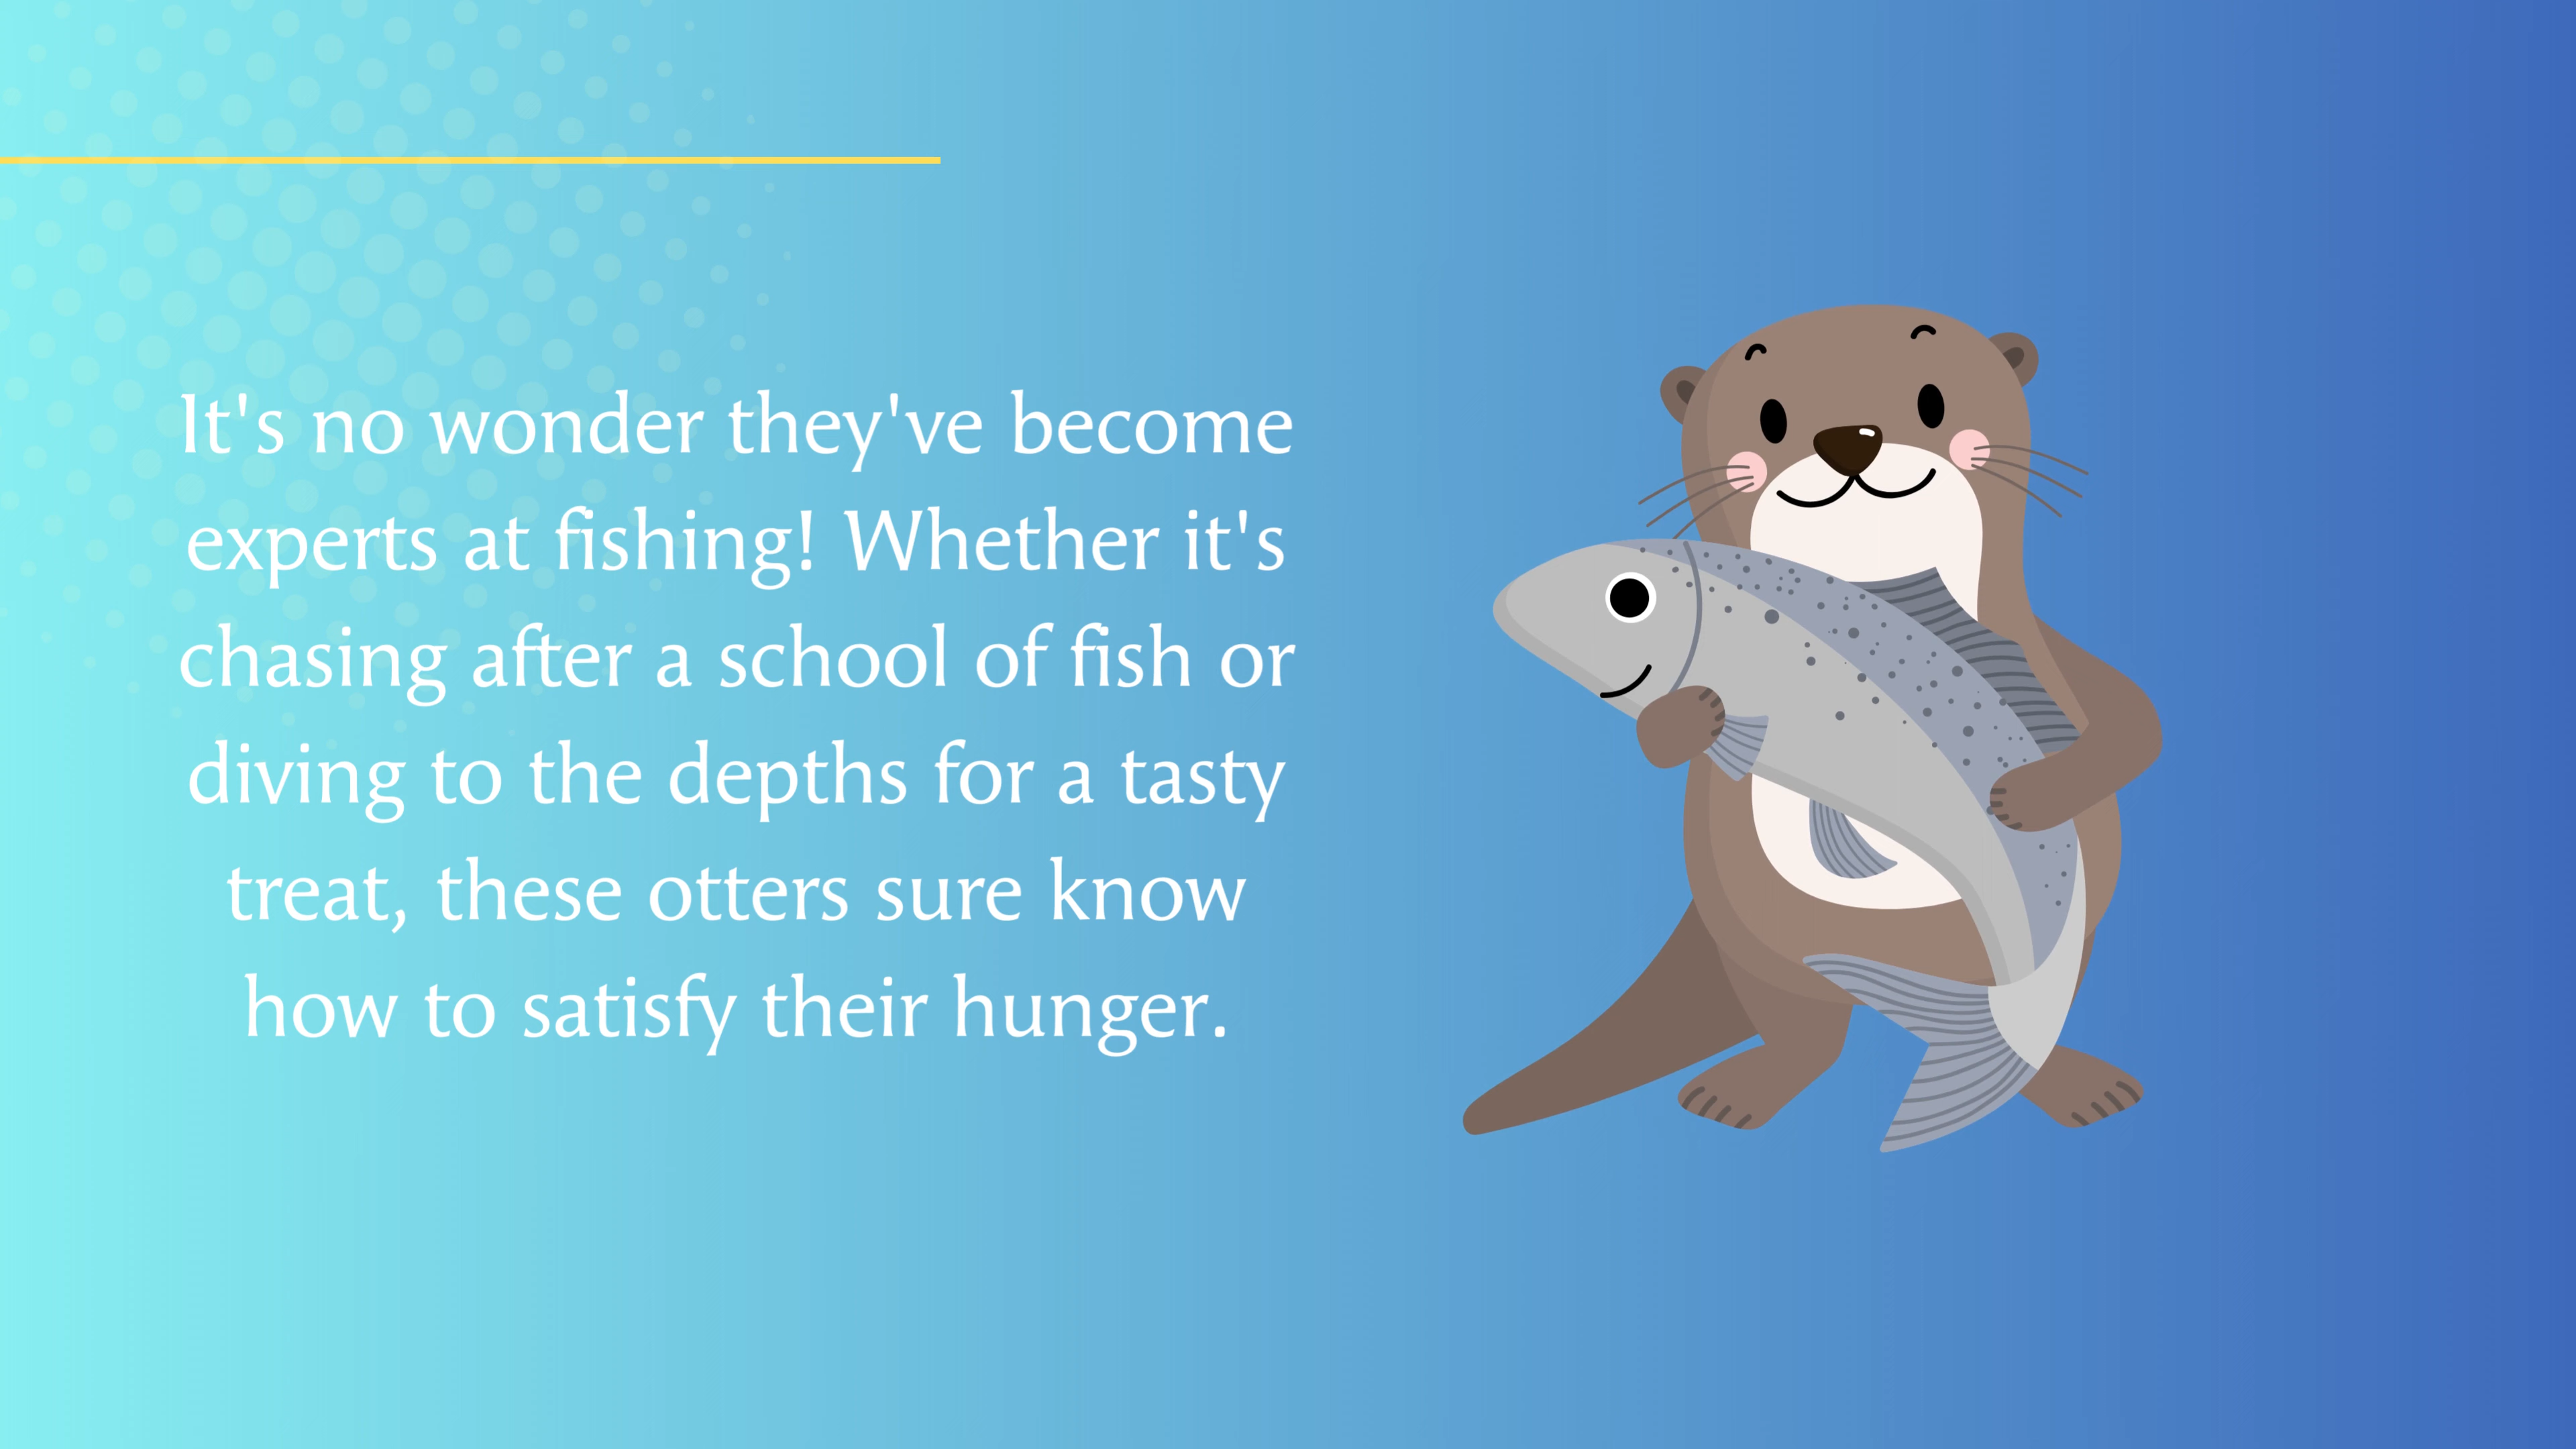 It's no wonder they've become
experts at fishing! Whether it's
chasing after a school of fish or
diving to the depths for a tasty
treat, these otters sure know
how to satisfy their hunger.